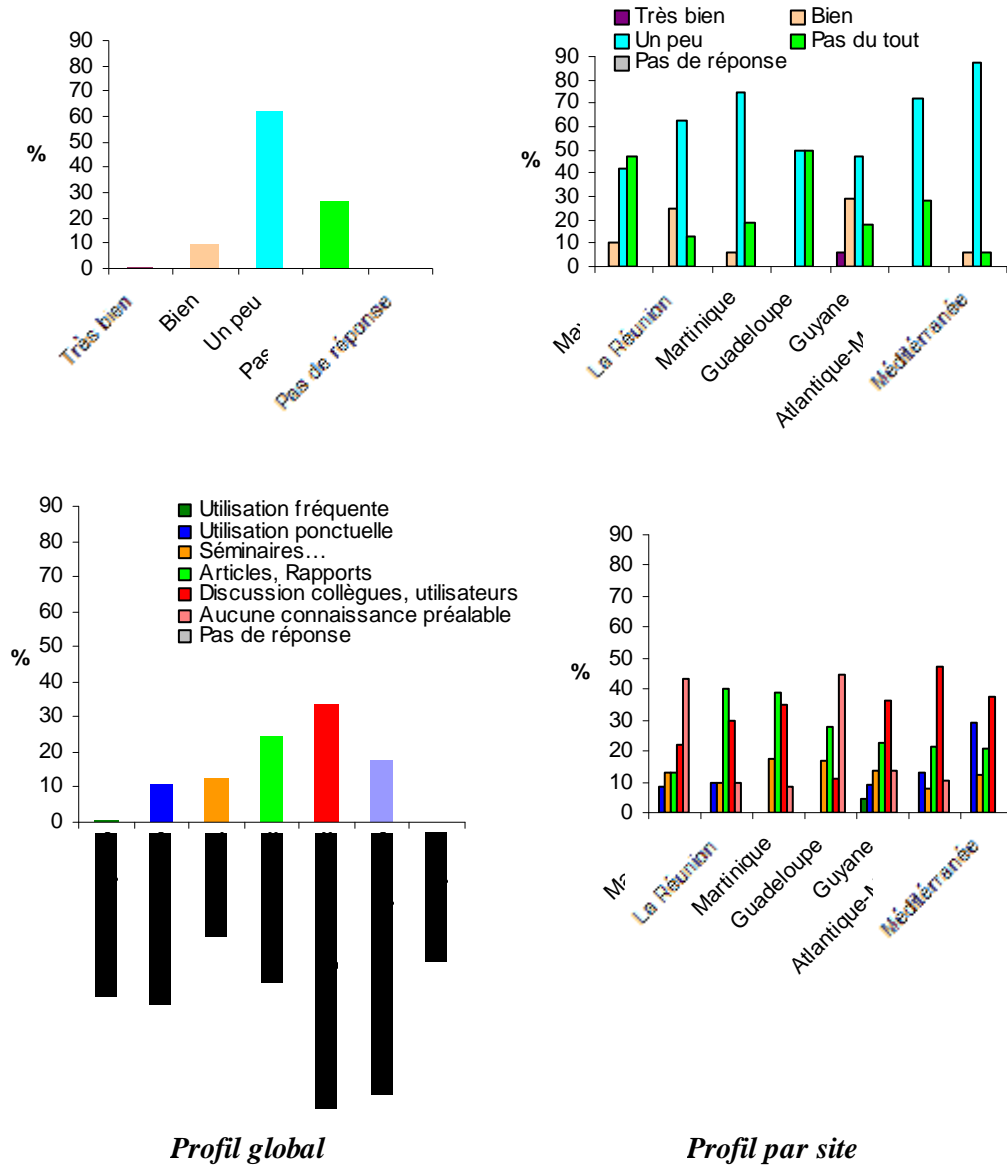 90
80
70
60
50
40
30
20
10
0
%
Très bien
Bien
Un peu
Pas de réponse
Très bien
Bien
Un peu
Pas du tout
Pas de réponse
90
80
70
60
50
40
30
20
10
0
%
La Réunion
Martinique
Guadeloupe
Guyane
Méditérranée
90
80
70
60
50
40
30
20
10
0
%
Utilisation fréquente
Utilisation ponctuelle
Séminaires…
Articles, Rapports
Discussion collègues, utilisateurs
Aucune connaissance préalable
Pas de réponse
90
80
70
60
50
40
30
20
10
0
%
La Réunion
Martinique
Guadeloupe
Guyane
Méditérranée
Profil global
Profil par site